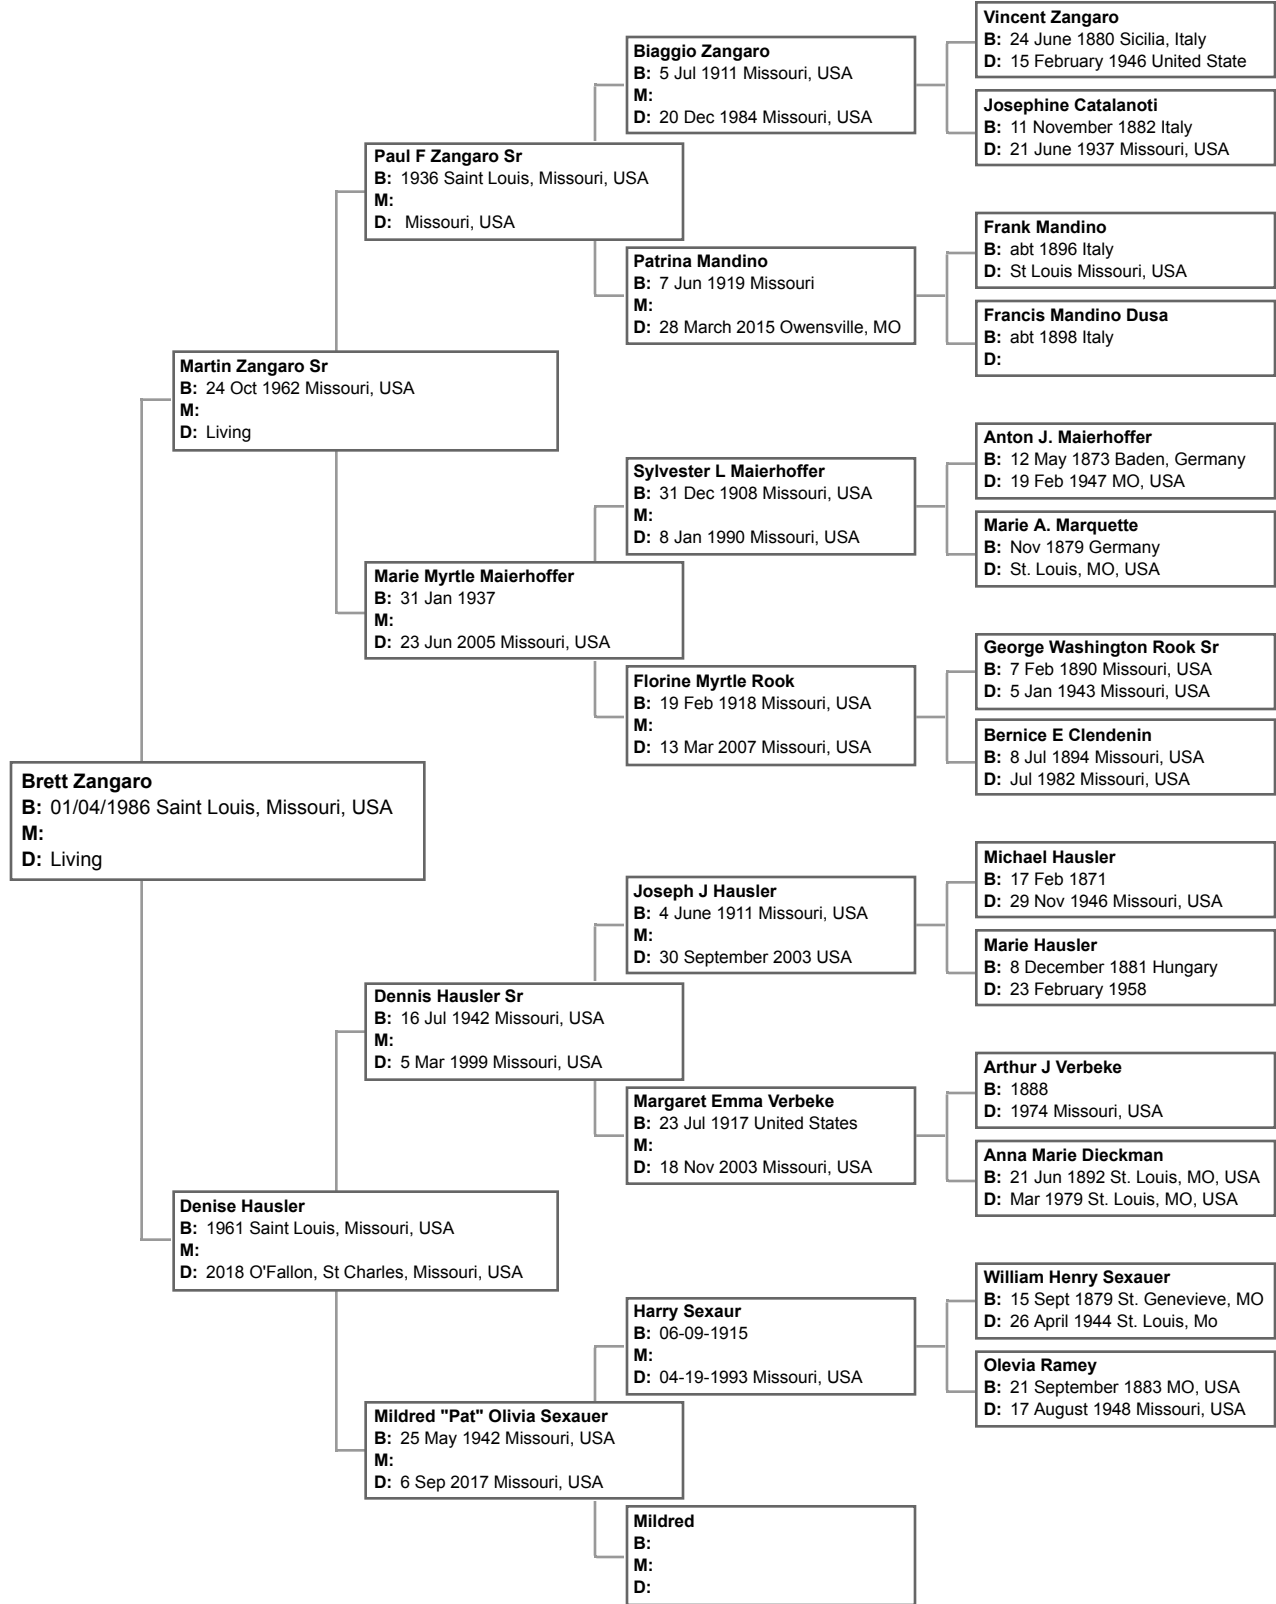 Vincent Zangaro
B: 24 June 1880 Sicilia, Italy
D: 15 February 1946 United State
Biaggio Zangaro
B: 5 Jul 1911 Missouri, USA
M:
D: 20 Dec 1984 Missouri, USA
Josephine Catalanoti
B: 11 November 1882 Italy
D: 21 June 1937 Missouri, USA
Paul F Zangaro Sr
B: 1936 Saint Louis, Missouri, USA
M:
D: Missouri, USA
Frank Mandino
B: abt 1896 Italy
D: St Louis Missouri, USA
Patrina Mandino
B: 7 Jun 1919 Missouri
M:
D: 28 March 2015 Owensville, MO
Francis Mandino Dusa
B: abt 1898 Italy
D:
Martin Zangaro Sr
B: 24 Oct 1962 Missouri, USA
M:
D: Living
Anton J. Maierhoffer
B: 12 May 1873 Baden, Germany
D: 19 Feb 1947 MO, USA
Sylvester L Maierhoffer
B: 31 Dec 1908 Missouri, USA
M:
D: 8 Jan 1990 Missouri, USA
Marie A. Marquette
B: Nov 1879 Germany
D: St. Louis, MO, USA
Marie Myrtle Maierhoffer
B: 31 Jan 1937
M:
D: 23 Jun 2005 Missouri, USA
George Washington Rook Sr
B: 7 Feb 1890 Missouri, USA
D: 5 Jan 1943 Missouri, USA
Florine Myrtle Rook
B: 19 Feb 1918 Missouri, USA
M:
D: 13 Mar 2007 Missouri, USA
Bernice E Clendenin
B: 8 Jul 1894 Missouri, USA
D: Jul 1982 Missouri, USA
Brett Zangaro
B: 01/04/1986 Saint Louis, Missouri, USA
M:
D: Living
Michael Hausler
B: 17 Feb 1871
D: 29 Nov 1946 Missouri, USA
Joseph J Hausler
B: 4 June 1911 Missouri, USA
M:
D: 30 September 2003 USA
Marie Hausler
B: 8 December 1881 Hungary
D: 23 February 1958
Dennis Hausler Sr
B: 16 Jul 1942 Missouri, USA
M:
D: 5 Mar 1999 Missouri, USA
Arthur J Verbeke
B: 1888
D: 1974 Missouri, USA
Margaret Emma Verbeke
B: 23 Jul 1917 United States
M:
D: 18 Nov 2003 Missouri, USA
Anna Marie Dieckman
B: 21 Jun 1892 St. Louis, MO, USA
D: Mar 1979 St. Louis, MO, USA
Denise Hausler
B: 1961 Saint Louis, Missouri, USA
M:
D: 2018 O'Fallon, St Charles, Missouri, USA
William Henry Sexauer
B: 15 Sept 1879 St. Genevieve, MO
D: 26 April 1944 St. Louis, Mo
Harry Sexaur
B: 06-09-1915
M:
D: 04-19-1993 Missouri, USA
Olevia Ramey
B: 21 September 1883 MO, USA
D: 17 August 1948 Missouri, USA
Mildred "Pat" Olivia Sexauer
B: 25 May 1942 Missouri, USA
M:
D: 6 Sep 2017 Missouri, USA
Mildred
B:
M:
D: